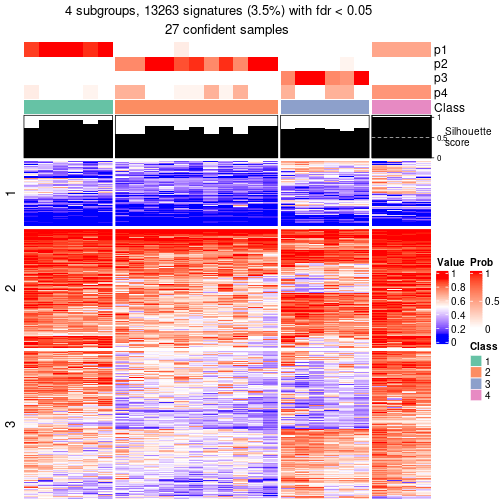 4 subgroups, 13263 signatures (3.5%) with fdr < 0.05
27 confident samples
p1
p2
p3
p4
Class
1
0.5
0
Silhouette
score
1
2
3
Value
1
0.8
0.6
0.4
0.2
0
Prob
1
0.5
0
Class
1
2
3
4